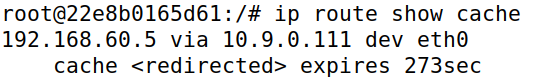 root@22e8b0165d61:/# ip route show cache
192.168.60.5 via 10.9.0.111 dev eth0
    cache <redirected> expires 273sec